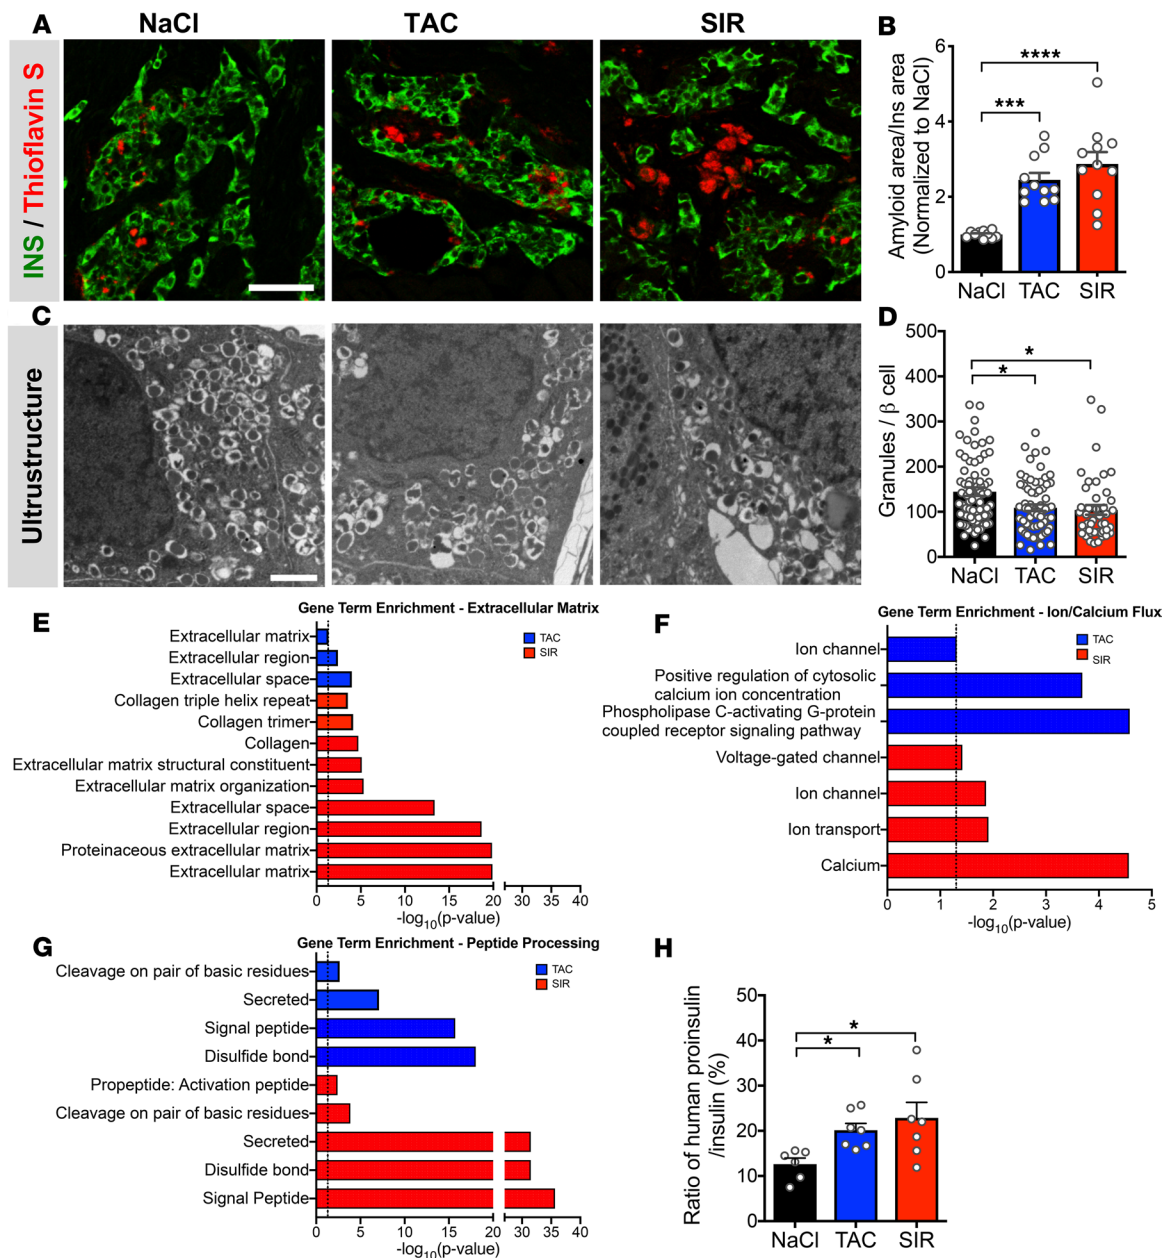 A
NaCl
TAC
SIR
INS / Thioflavin S
B
Amyloid area/Ins area
(Normalized to NaCl)
6
4
2
0
***
****
NaCl
TAC
SIR
C
Ultrustructure
D
Granules / β cell
500
400
300
200
100
0
*
*
NaCl
TAC
SIR
E
Gene Term Enrichment - Extracellular Matrix
TAC
SIR
Extracellular matrix
Extracellular region
Extracellular space
Collagen triple helix repeat
Collagen trimer
Collagen
Extracellular matrix structural constituent
Extracellular matrix organization
Extracellular space
Extracellular region
Proteinaceous extracellular matrix
Extracellular matrix
0 5 10 15 20 30 35 40
-log10(p-value)
F
Gene Term Enrichment - Ion/Calcium Flux
TAC
SIR
Ion channel
Positive regulation of cytosolic
calcium ion concentration
Phospholipase C-activating G-protein
coupled receptor signaling pathway
Voltage-gated channel
Ion channel
Ion transport
Calcium
0 1 2 3 4 5
-log10(p-value)
G
Gene Term Enrichment - Peptide Processing
TAC
SIR
Cleavage on pair of basic residues
Secreted
Signal peptide
Disulfide bond
Propeptide: Activation peptide
Cleavage on pair of basic residues
Secreted
Disulfide bond
Signal Peptide
0 5 10 15 20 30 35 40
-log10(p-value)
H
Ratio of human proinsulin
/insulin (%)
50
40
30
20
10
0
*
*
NaCl
TAC
SIR